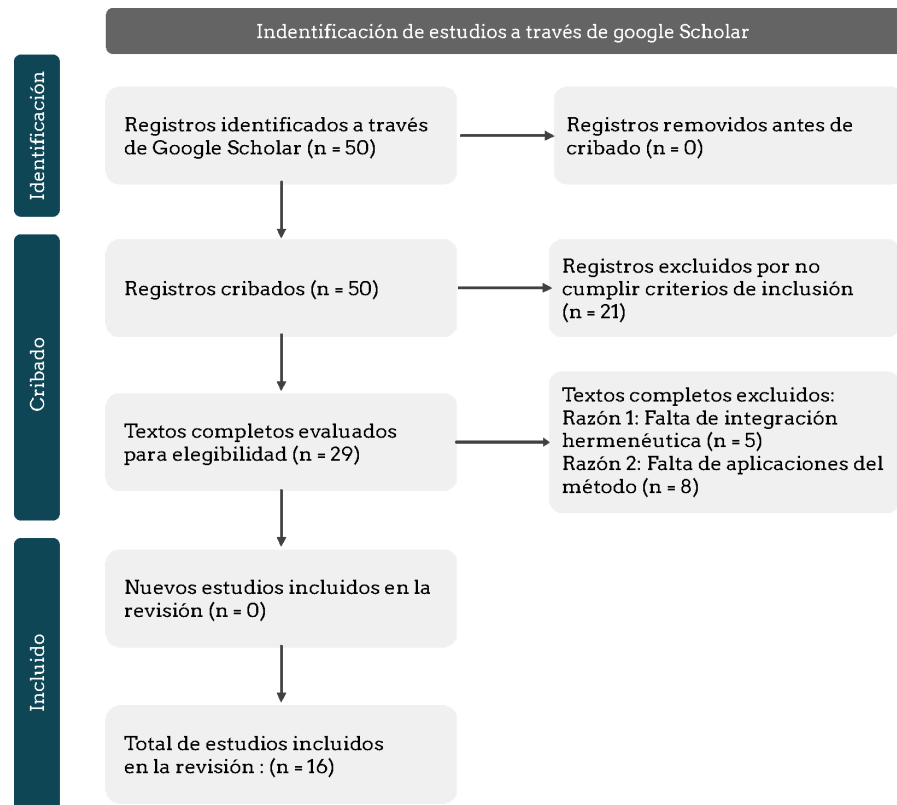 Indentificación de estudios a través de google Scholar
Identificación
Registros identificados a través
de Google Scholar (n = 50)
Registros removidos antes de
cribado (n = 0)
Cribado
Registros cribados (n = 50)
Registros excluidos por no
cumplir criterios de inclusión
(n = 21)
Textos completos evaluados
para elegibilidad (n = 29)
Textos completos excluidos:
Razón 1: Falta de integración
hermenéutica (n = 5)
Razón 2: Falta de aplicaciones del
método (n = 8)
Incluido
Nuevos estudios incluidos en la
revisión (n = 0)
Total de estudios incluidos
en la revisión : (n = 16)